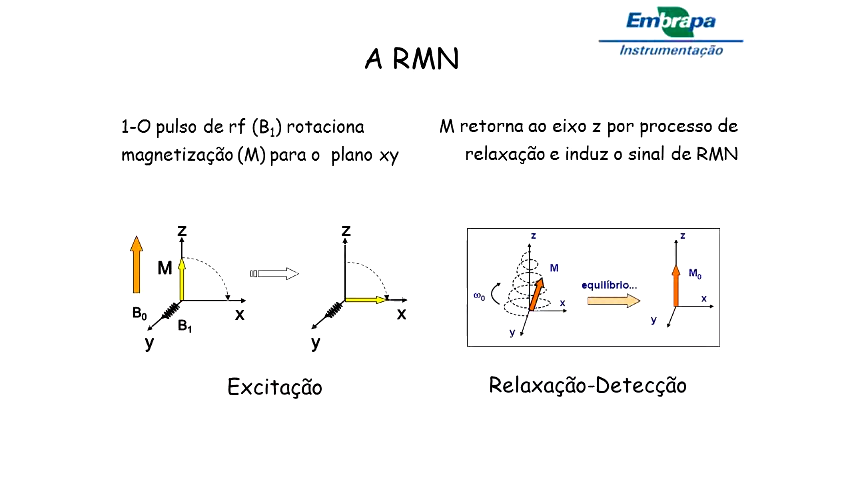 Embrapa
Instrumentação
A RMN
1-O pulso de rf (B₁) rotaciona
magnetização (M) para o plano xy
M retorna ao eixo z por processo de
relaxação e induz o sinal de RMN
z
M
B₀
B₁
x
y
z
x
y
z
M
ω₀
x
y
equilíbrio...
z
M₀
x
y
Excitação
Relaxação-Detecção